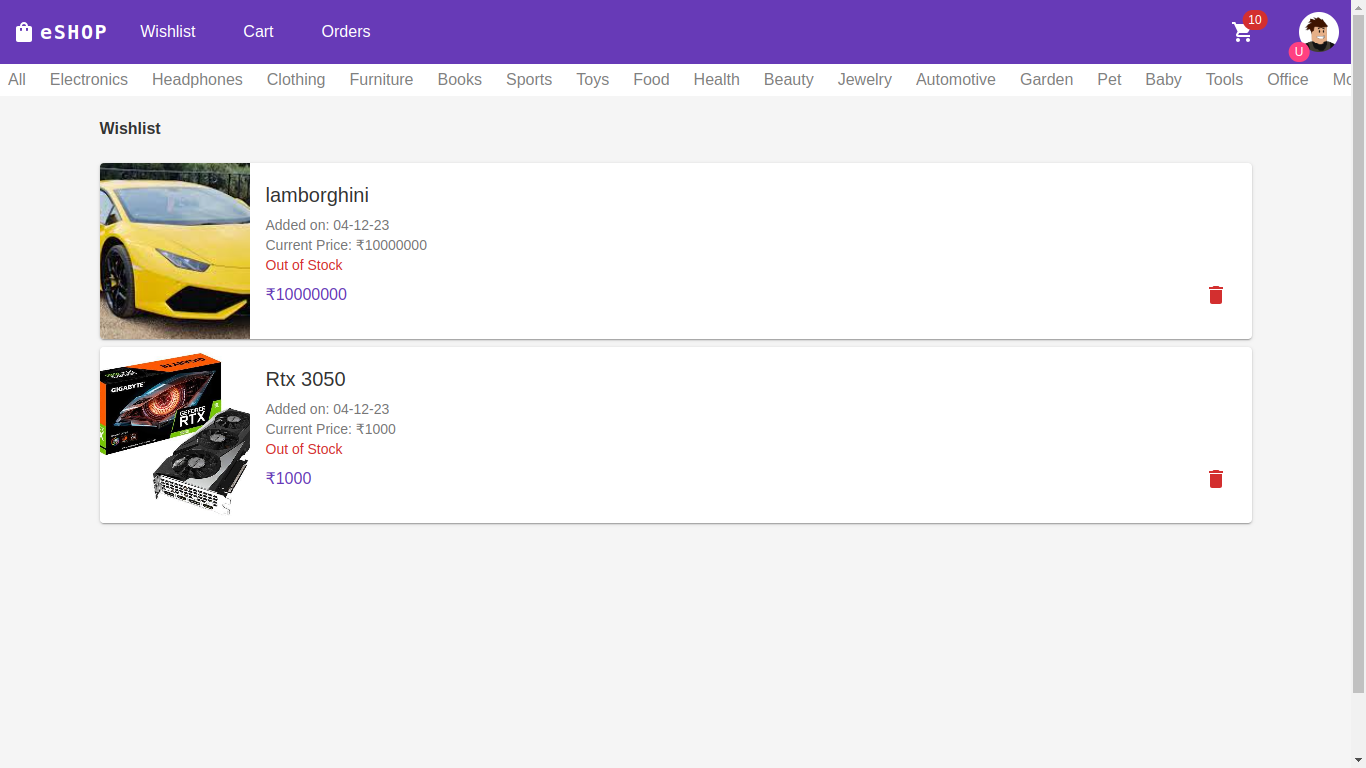 eSHOP Wishlist Cart Orders 10
U
All Electronics Headphones Clothing Furniture Books Sports Toys Food Health Beauty Jewelry Automotive Garden Pet Baby Tools Office
Wishlist
lamborghini
Added on: 04-12-23
Current Price: ₹10000000
Out of Stock
₹10000000
GIGABYTE
GEFORCE
RTX
Rtx 3050
Added on: 04-12-23
Current Price: ₹1000
Out of Stock
₹1000